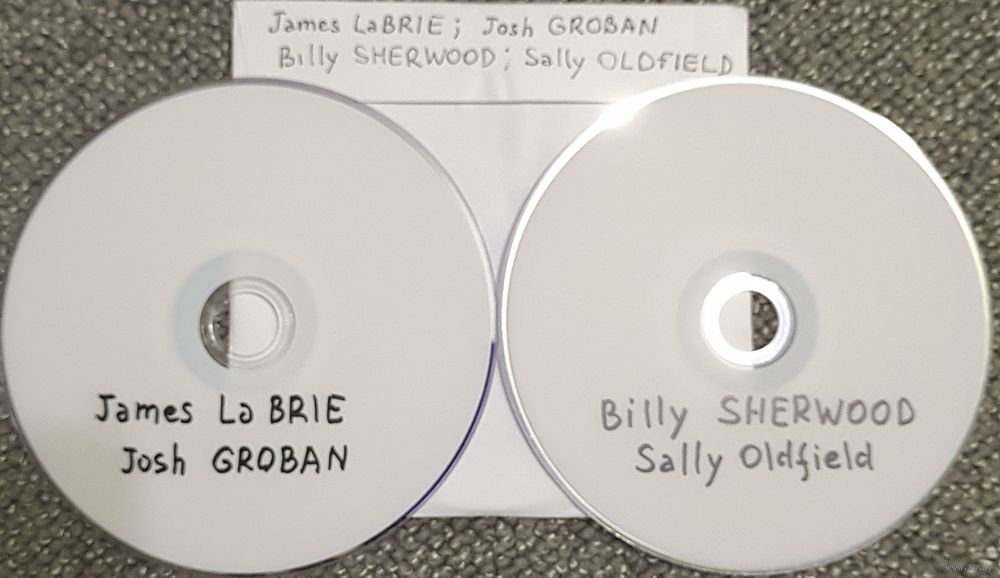 James LaBRIE; Josh GROBAN
Billy SHERWOOD; Sally OLDFIELD
James La BRIE
Josh GROBAN
Billy SHERWOOD
Sally Oldfield